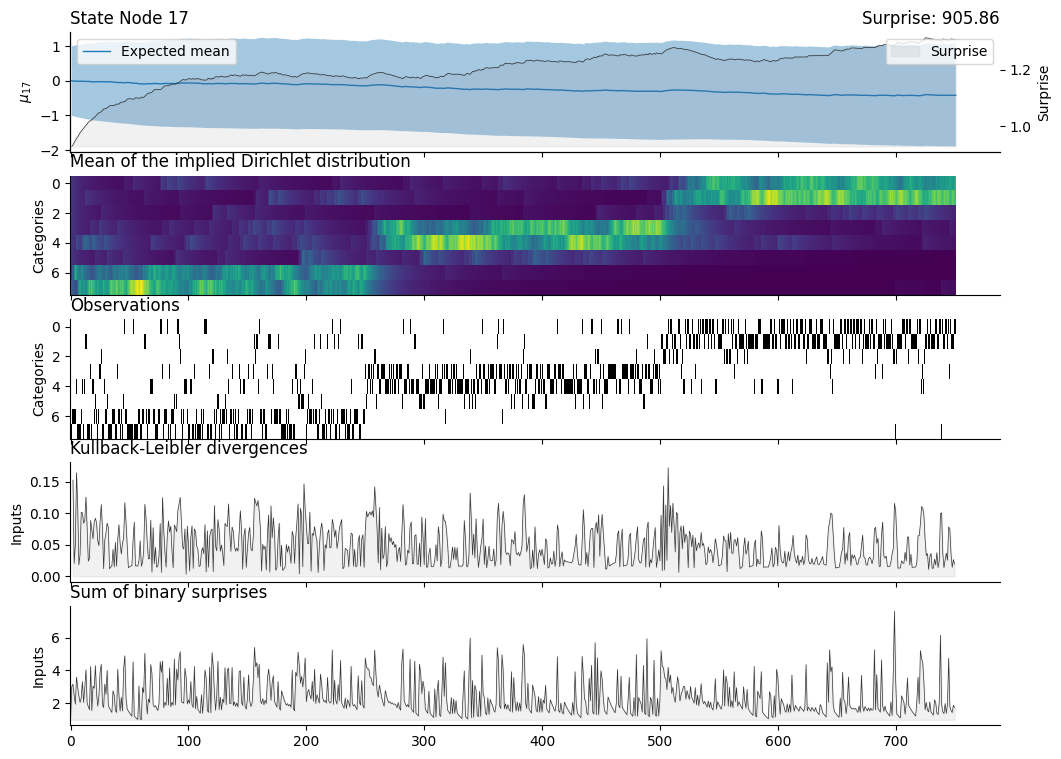 State Node 17 Surprise: 905.86
Expected mean Surprise
1 0 −1 −2
μ17
1.2 1.0
Surprise
Mean of the implied Dirichlet distribution
0 2 4 6
Categories
Observations
0 2 4 6
Categories
Kullback-Leibler divergences
0.15 0.10 0.05 0.00
Inputs
Sum of binary surprises
6 4 2
Inputs
0 100 200 300 400 500 600 700